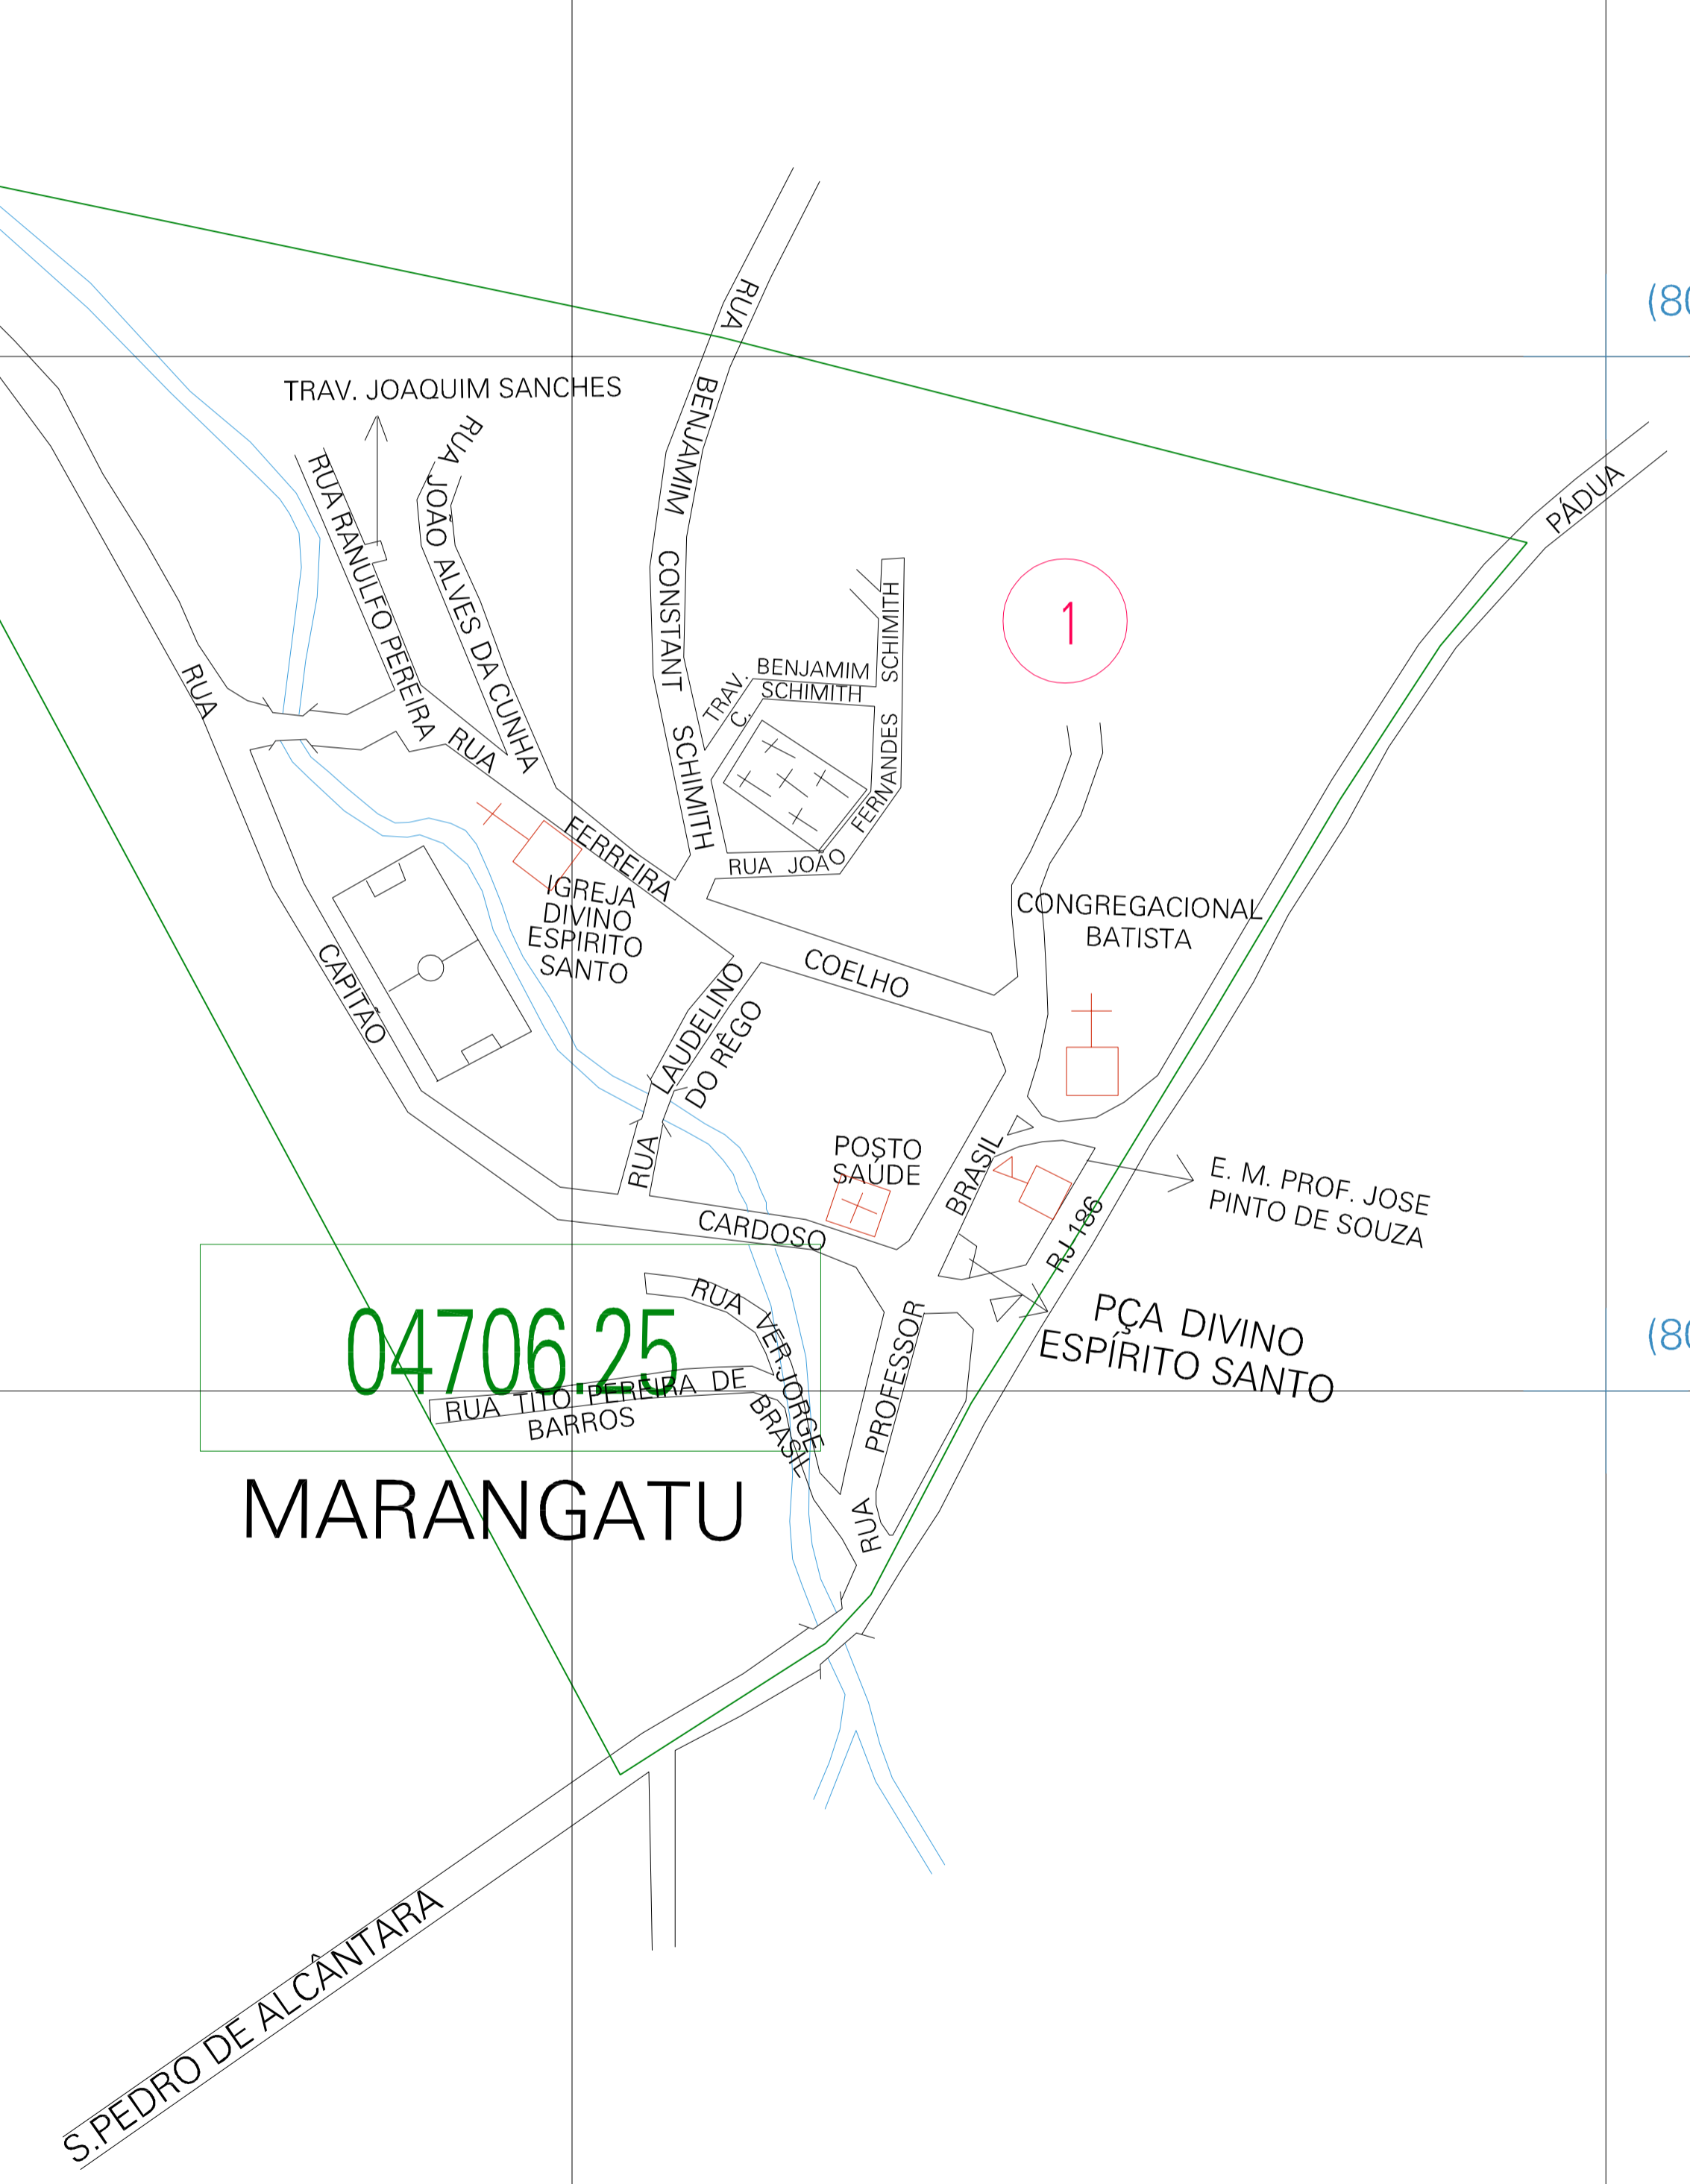 (80
TRAV. JOAQUIM SANCHES
RUA RANULFO PEREIRA
RUA JOÃO ALVES DA CUNHA
RUA BENJAMIM CONSTANT SCHIMITH
PÁDUA
1
TRAV. BENJAMIM
C. SCHIMITH
RUA JOÃO FERNANDES SCHIMITH
RUA CAPITÃO CARDOSO
RUA FERREIRA COELHO
IGREJA
DIVINO
ESPIRITO
SANTO
CONGREGACIONAL
BATISTA
RUA LAUDELINO
DO RÊGO
POSTO
SAÚDE
RUA PROFESSOR BRASIL
E. M. PROF. JOSE
PINTO DE SOUZA
RJ 186
PÇA DIVINO
ESPÍRITO SANTO
(80
04706.25
RUA VER.JORGE
BRASIL
RUA TITO PEREIRA DE
BARROS
MARANGATU
S.PEDRO DE ALCÂNTARA